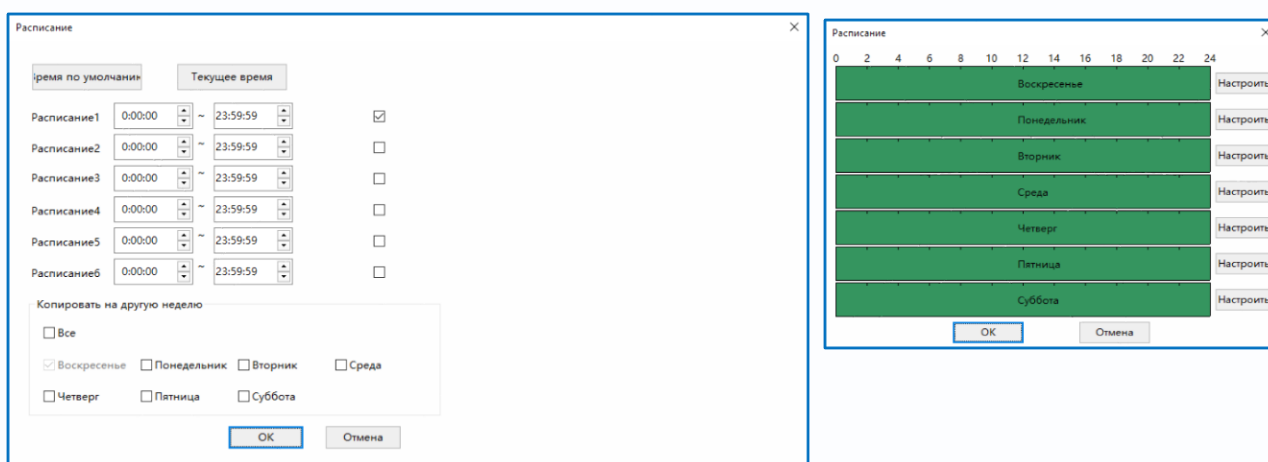 Расписание
Время по умолчани
Текущее время
Расписание1 0:00:00 ~ 23:59:59
Расписание2 0:00:00 ~ 23:59:59
Расписание3 0:00:00 ~ 23:59:59
Расписание4 0:00:00 ~ 23:59:59
Расписание5 0:00:00 ~ 23:59:59
Расписание6 0:00:00 ~ 23:59:59
Копировать на другую неделю
Все
Воскресенье Понедельник Вторник Среда
Четверг Пятница Суббота
OK Отмена
Расписание
0 2 4 6 8 10 12 14 16 18 20 22 24
Воскресенье Настроить
Понедельник Настроить
Вторник Настроить
Среда Настроить
Четверг Настроить
Пятница Настроить
Суббота Настроить
OK Отмена